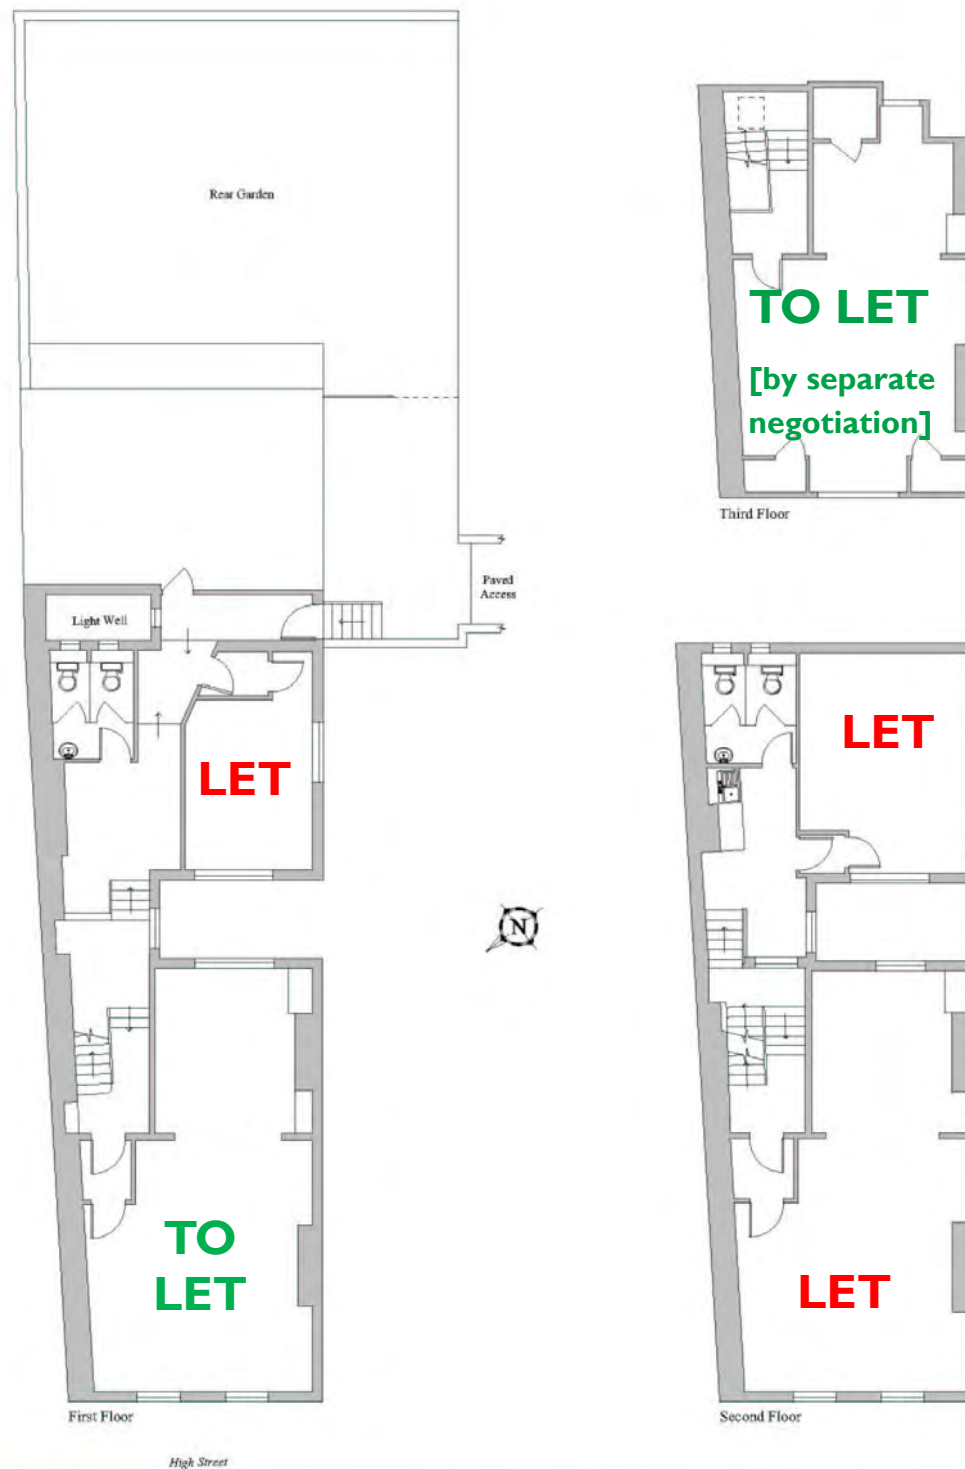 Rear Garden
TO LET
[by separate
negotiation]
Third Floor
Paved
Access
Light Well
LET
LET
N
TO
LET
LET
First Floor
Second Floor
High Street